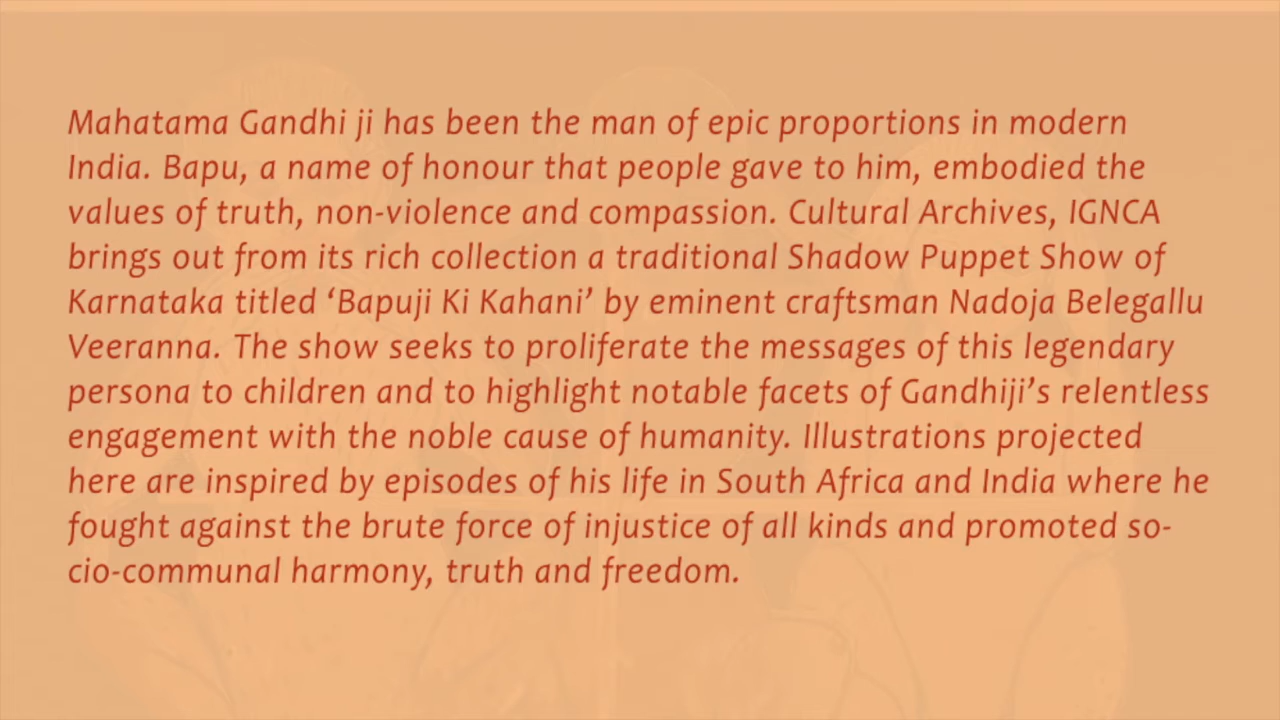 Mahatama Gandhi ji has been the man of epic proportions in modern
India. Bapu, a name of honour that people gave to him, embodied the
values of truth, non-violence and compassion. Cultural Archives, IGNCA
brings out from its rich collection a traditional Shadow Puppet Show of
Karnataka titled ‘Bapuji Ki Kahani’ by eminent craftsman Nadoja Belegallu
Veeranna. The show seeks to proliferate the messages of this legendary
persona to children and to highlight notable facets of Gandhiji’s relentless
engagement with the noble cause of humanity. Illustrations projected
here are inspired by episodes of his life in South Africa and India where he
fought against the brute force of injustice of all kinds and promoted so-
cio-communal harmony, truth and freedom.